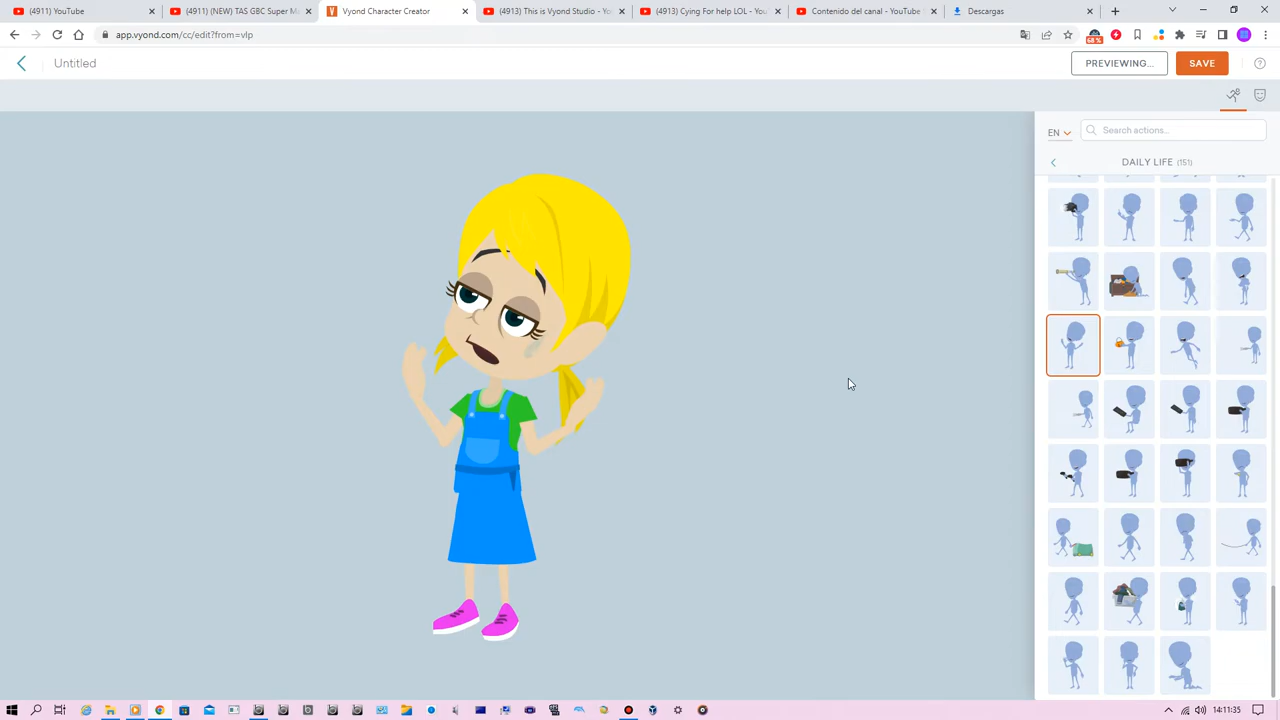 (4911) YouTube
(4911) (NEW) TAS GBC Super M
Vyond Character Creator
(4913) This is Vyond Studio - Yo
(4913) Cying For help LOL - You
Contenido del canal - YouTube
Descargas
app.vyond.com/cc/edit?from=vlp
68 %
Untitled
PREVIEWING...
SAVE
EN
Search actions...
DAILY LIFE (151)
14:11:35